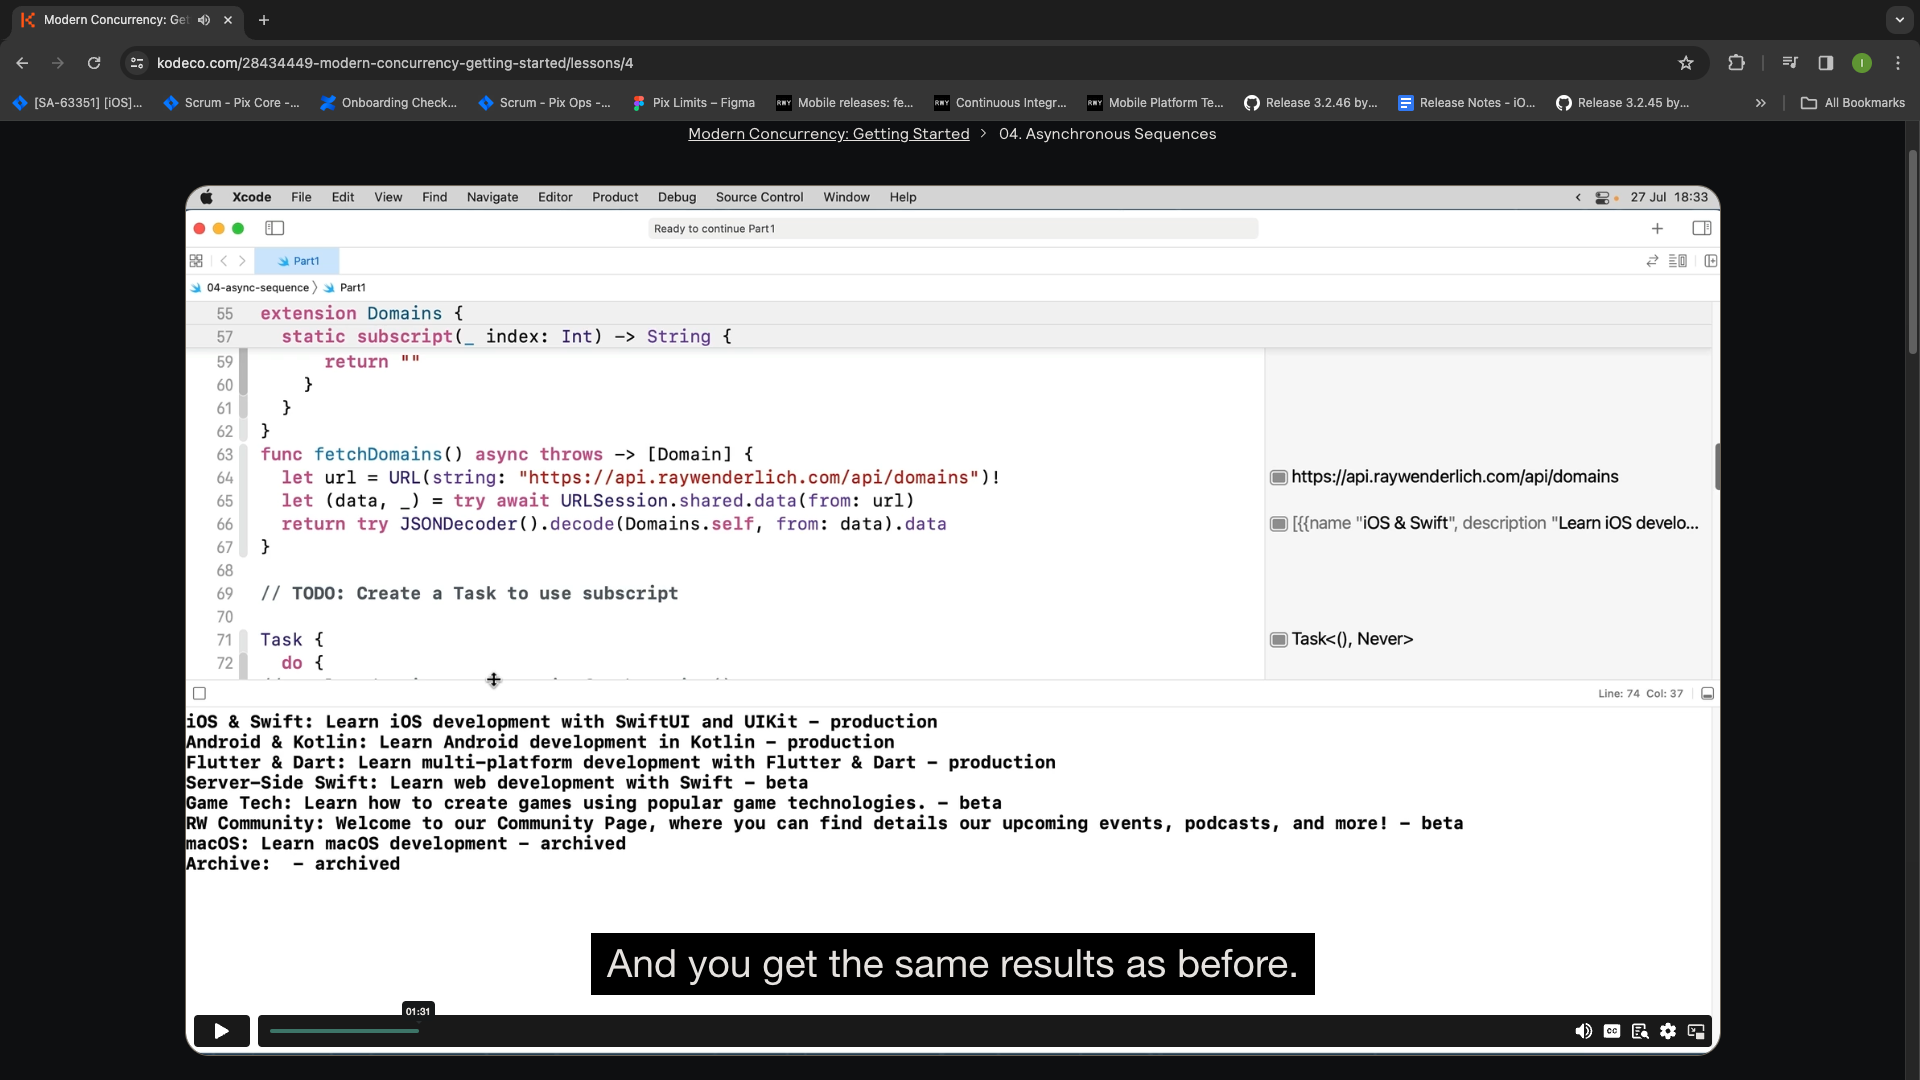 Modern Concurrency: Get
kodeco.com/28434449-modern-concurrency-getting-started/lessons/4
I
[SA-63351] [iOS]... Scrum - Pix Core -... Onboarding Check... Scrum - Pix Ops -... Pix Limits – Figma RWY Mobile releases: fe... RWY Continuous Integr... RWY Mobile Platform Te... Release 3.2.46 by... Release Notes - iO... Release 3.2.45 by... » All Bookmarks
Modern Concurrency: Getting Started > 04. Asynchronous Sequences
Xcode File Edit View Find Navigate Editor Product Debug Source Control Window Help 27 Jul 18:33
Ready to continue Part1
Part1
04-async-sequence Part1
55 extension Domains {
57 static subscript(_ index: Int) -> String {
59 return ""
60 }
61 }
62 }
63 func fetchDomains() async throws -> [Domain] {
64 let url = URL(string: "https://api.raywenderlich.com/api/domains")! https://api.raywenderlich.com/api/domains
65 let (data, _) = try await URLSession.shared.data(from: url)
66 return try JSONDecoder().decode(Domains.self, from: data).data [{{name "iOS & Swift", description "Learn iOS develo...
67 }
68
69 // TODO: Create a Task to use subscript
70
71 Task { Task<(), Never>
72 do {
Line: 74 Col: 37
iOS & Swift: Learn iOS development with SwiftUI and UIKit – production
Android & Kotlin: Learn Android development in Kotlin – production
Flutter & Dart: Learn multi-platform development with Flutter & Dart – production
Server-Side Swift: Learn web development with Swift – beta
Game Tech: Learn how to create games using popular game technologies. – beta
RW Community: Welcome to our Community Page, where you can find details our upcoming events, podcasts, and more! – beta
macOS: Learn macOS development – archived
Archive:  – archived
And you get the same results as before.
01:31
CC